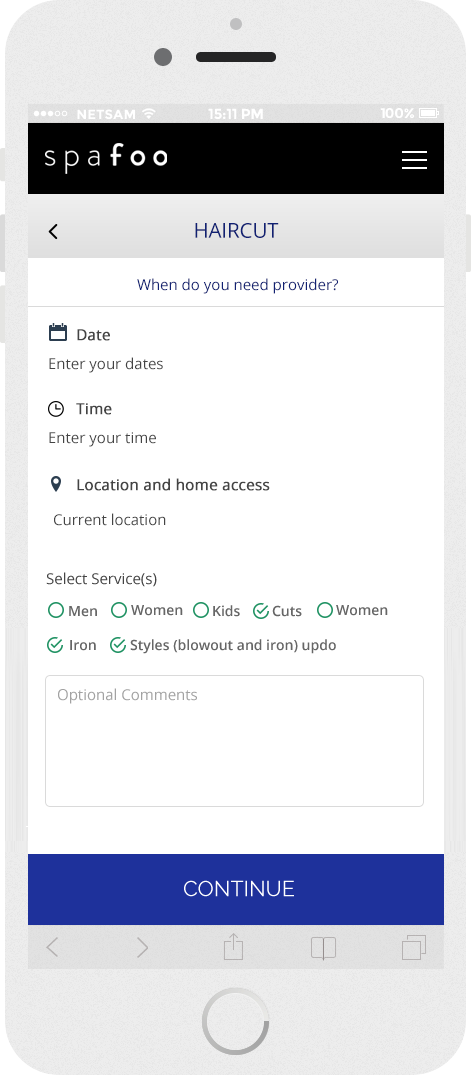 NETSAM 15:11 PM 100%
spafoo
HAIRCUT
When do you need provider?
Date
Enter your dates
Time
Enter your time
Location and home access
Current location
Select Service(s)
Men Women Kids Cuts Women
Iron Styles (blowout and iron) updo
Optional Comments
CONTINUE